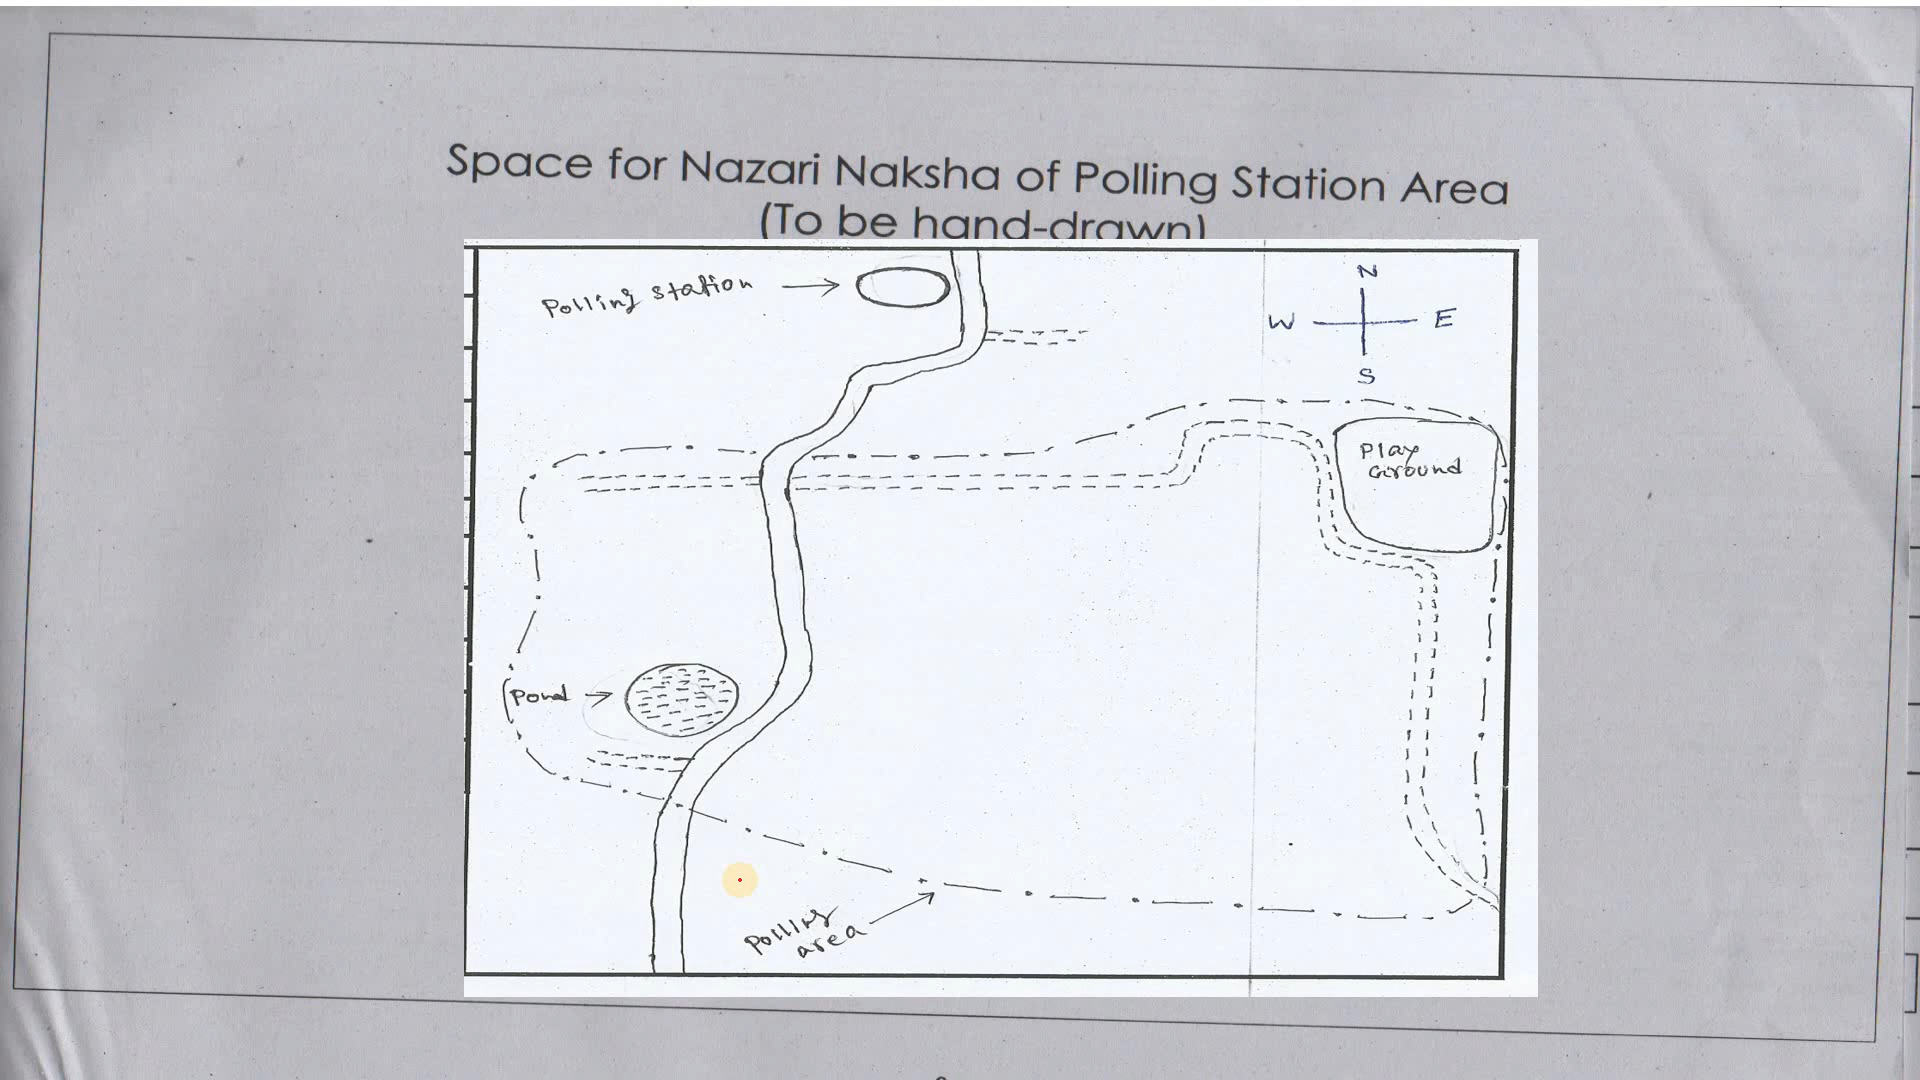 Space for Nazari Naksha of Polling Station Area
(To be hand-drawn)
Polling station
N
W
E
S
Play
Ground
Pond
Polling
area